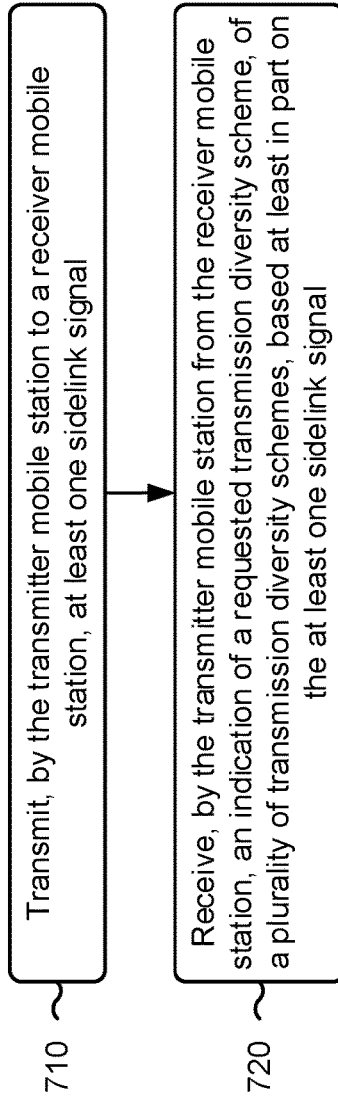 710
Transmit, by the transmitter mobile station to a receiver mobile
station, at least one sidelink signal
720
Receive, by the transmitter mobile station from the receiver mobile
station, an indication of a requested transmission diversity scheme, of
a plurality of transmission diversity schemes, based at least in part on
the at least one sidelink signal